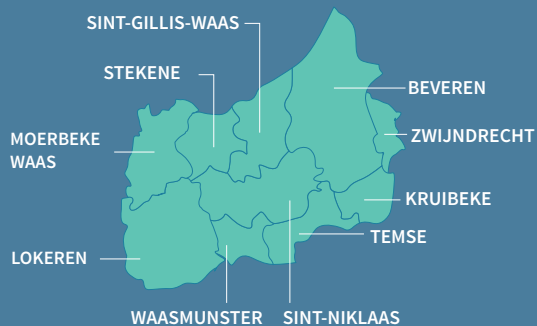 SINT-GILLIS-WAAS
STEKENE
BEVEREN
MOERBEKE
WAAS
ZWIJNDRECHT
KRUIBEKE
TEMSE
LOKEREN
WAASMUNSTER
SINT-NIKLAAS